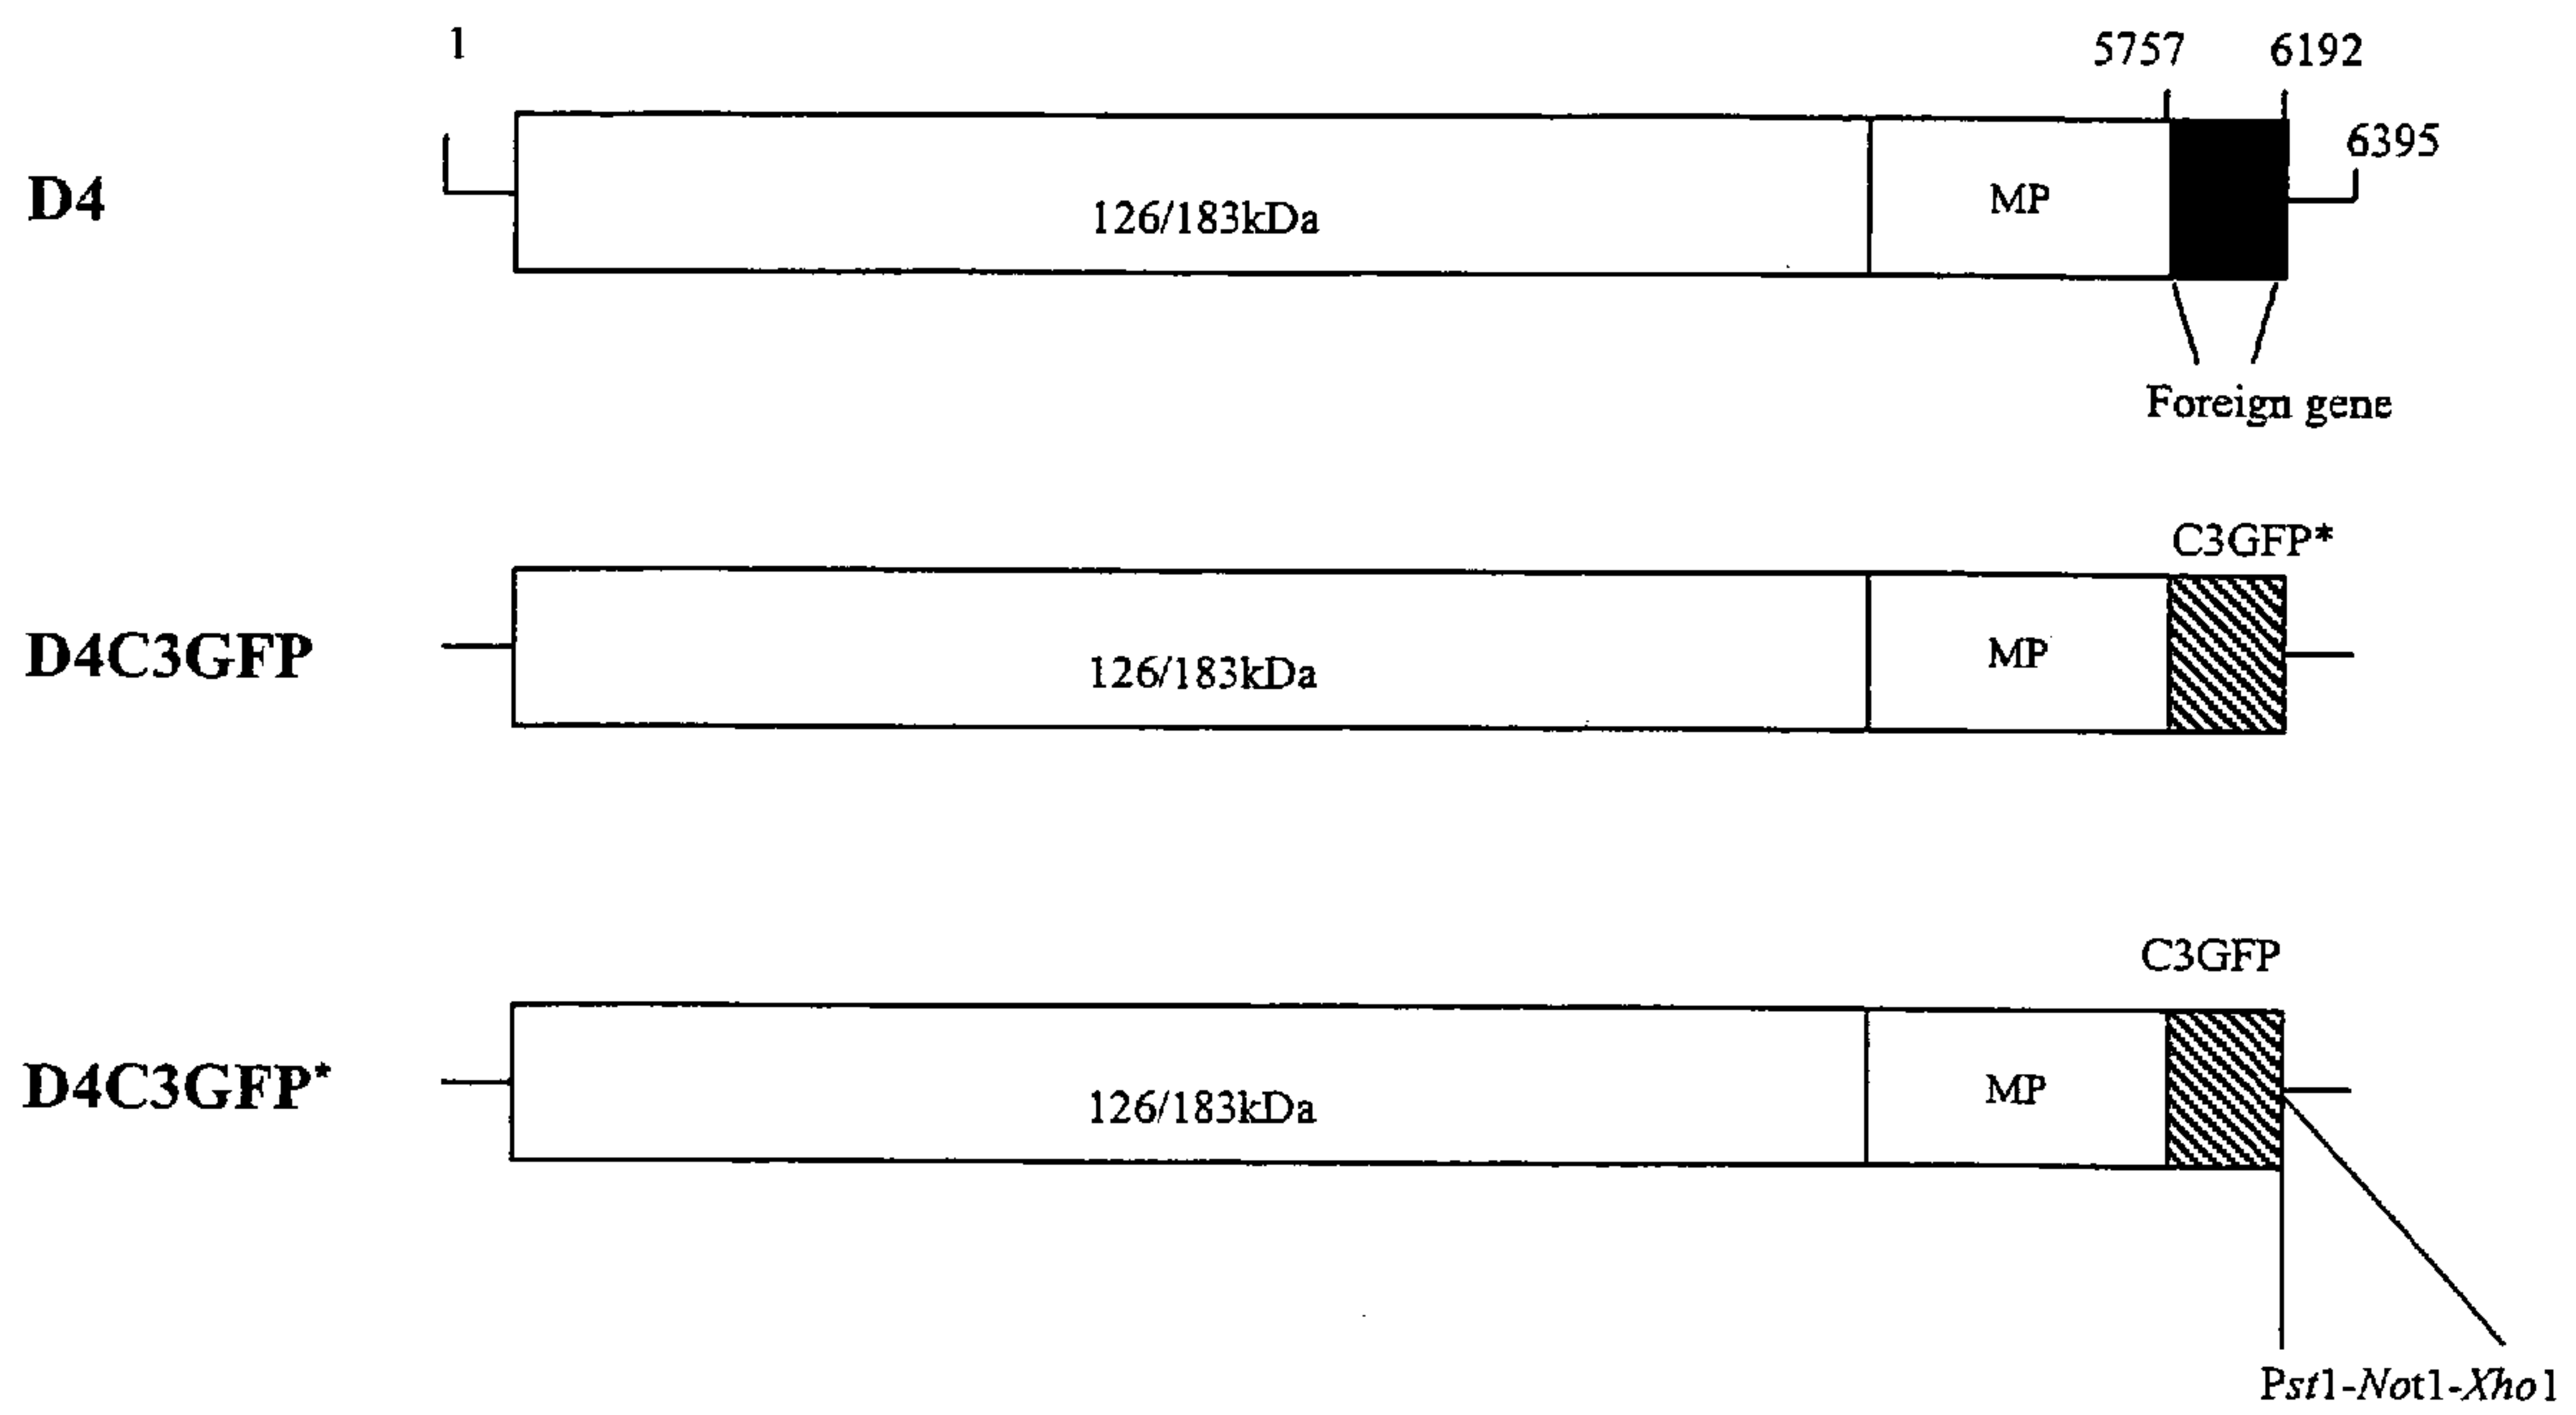 1
5757 6192
6395
D4
126/183kDa
MP
Foreign gene
C3GFP*
D4C3GFP
126/183kDa
MP
C3GFP
D4C3GFP*
126/183kDa
MP
Pst1-Not1-Xho1